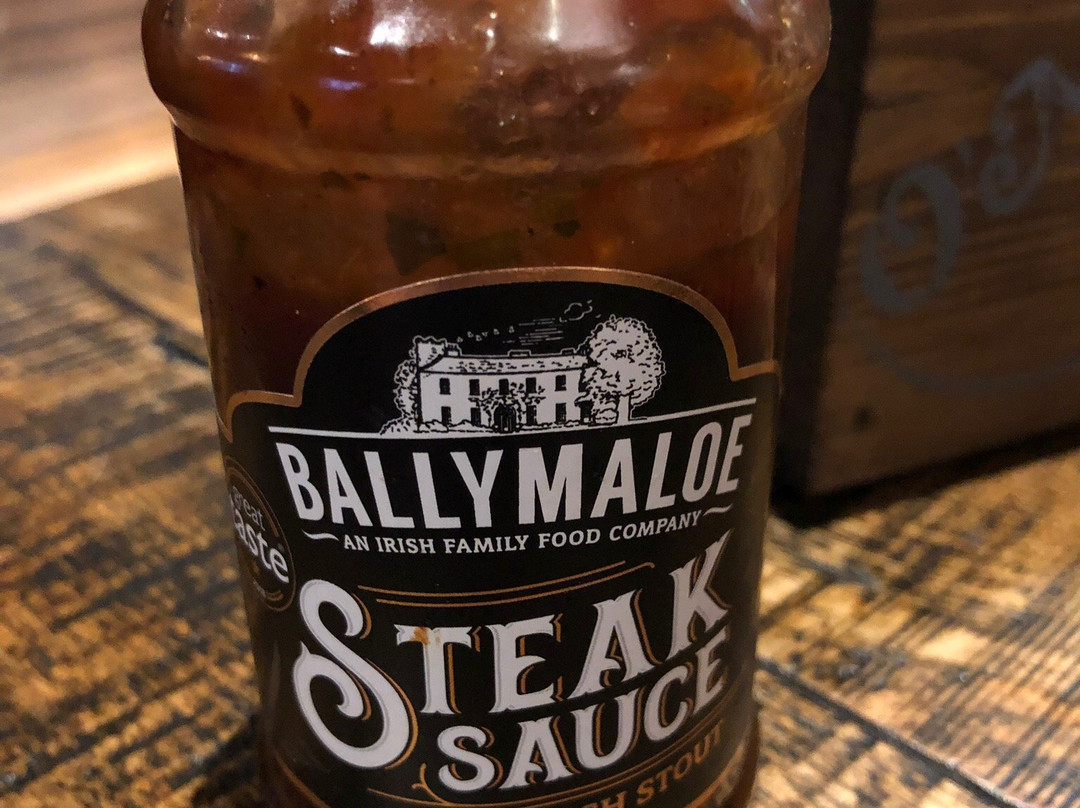 BALLYMALOE
AN IRISH FAMILY FOOD COMPANY
great
taste
STEAK
SAUCE
STOUT
O'